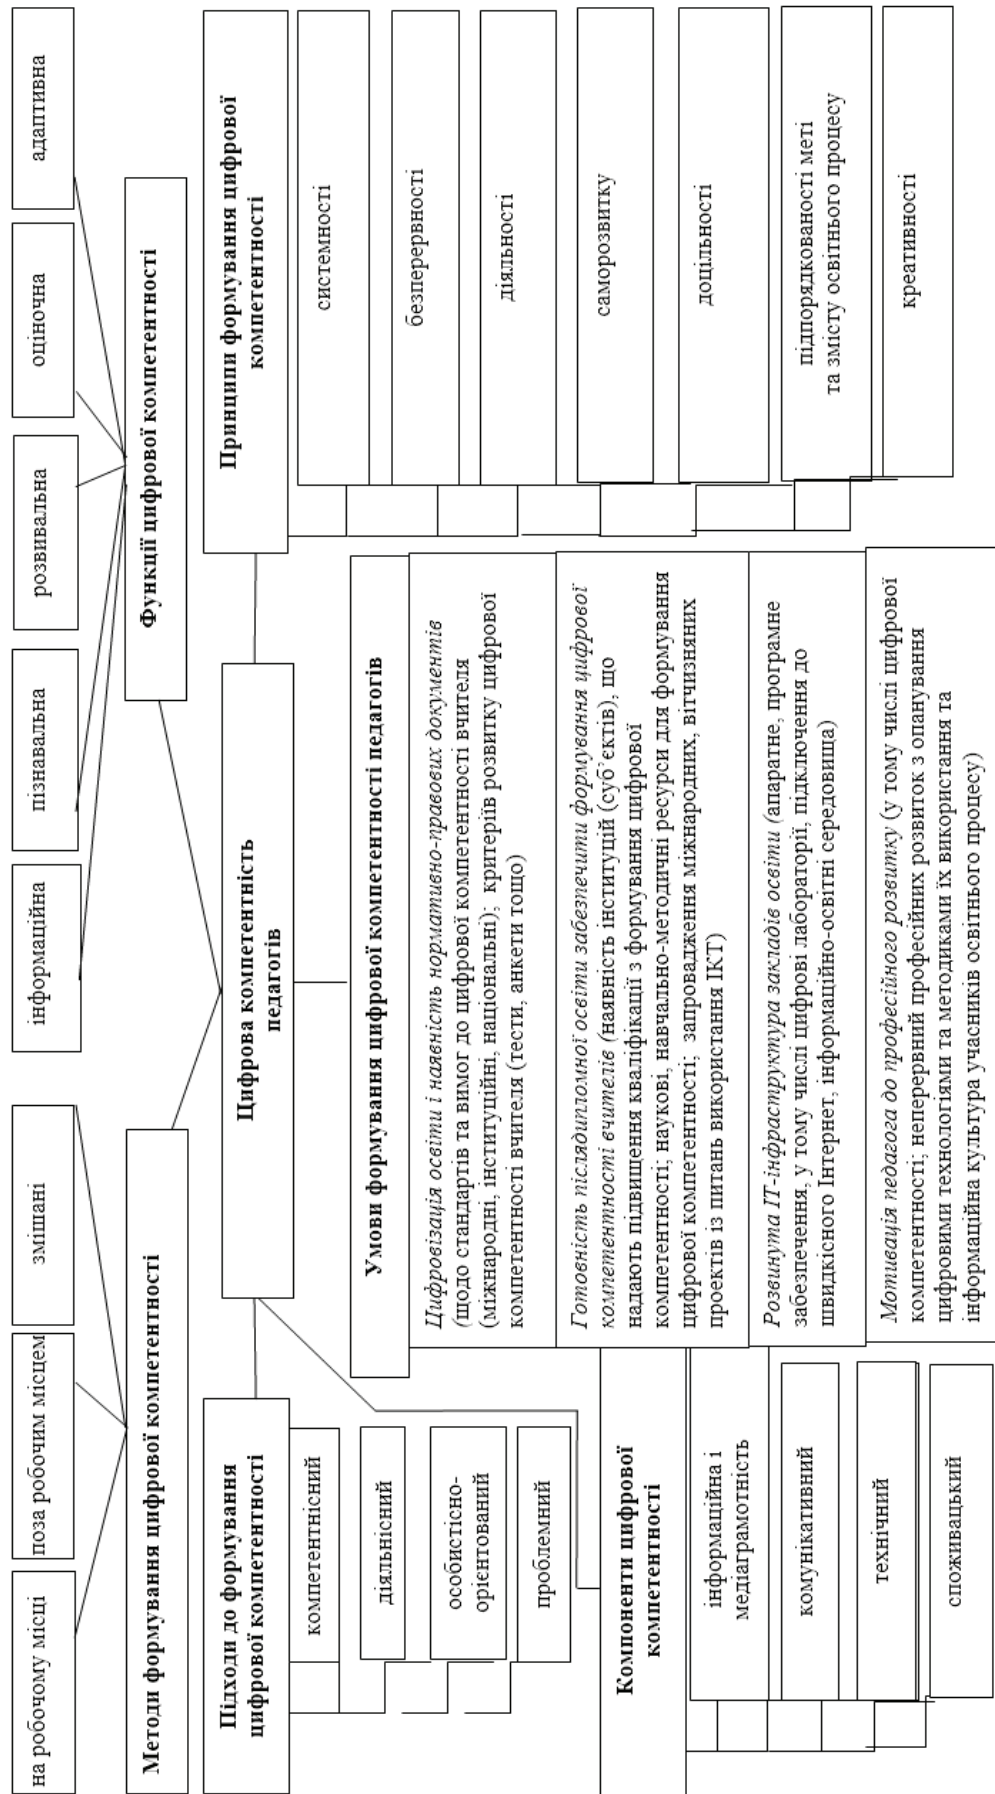 на робочому місці
поза робочим місцем
змішані
інформаційна
пізнавальна
розвивальна
оціночна
адаптивна
Методи формування цифрової компетентності
Функції цифрової компетентності
Підходи до формування
цифрової компетентності
компетентнісний
діяльнісний
особистісно-
орієнтований
проблемний
Цифрова компетентність
педагогів
Принципи формування цифрової
компетентності
системності
безперервності
діяльності
саморозвитку
доцільності
підпорядкованості меті
та змісту освітнього процесу
креативності
Умови формування цифрової компетентності педагогів
Цифровізація освіти і наявність нормативно-правових документів
(щодо стандартів та вимог до цифрової компетентності вчителя
(міжнародні, інституційні, національні); критеріїв розвитку цифрової
компетентності вчителя (тести, анкети тощо)
Готовність післядипломної освіти забезпечити формування цифрової
компетентності вчителів (наявність інституцій (суб’єктів), що
надають підвищення кваліфікації з формування цифрової
компетентності; наукові, навчально-методичні ресурси для формування
цифрової компетентності; запровадження міжнародних, вітчизняних
проектів із питань використання ІКТ)
Розвинута ІТ-інфраструктура закладів освіти (апаратне, програмне
забезпечення, у тому числі цифрові лабораторії, підключення до
швидкісного Інтернет, інформаційно-освітні середовища)
Мотивація педагога до професійного розвитку (у тому числі цифрової
компетентності; неперервний професійних розвиток з опанування
цифровими технологіями та методиками їх використання та
інформаційна культура учасників освітнього процесу)
Компоненти цифрової
компетентності
інформаційна і
медіаграмотність
комунікативний
технічний
споживацький